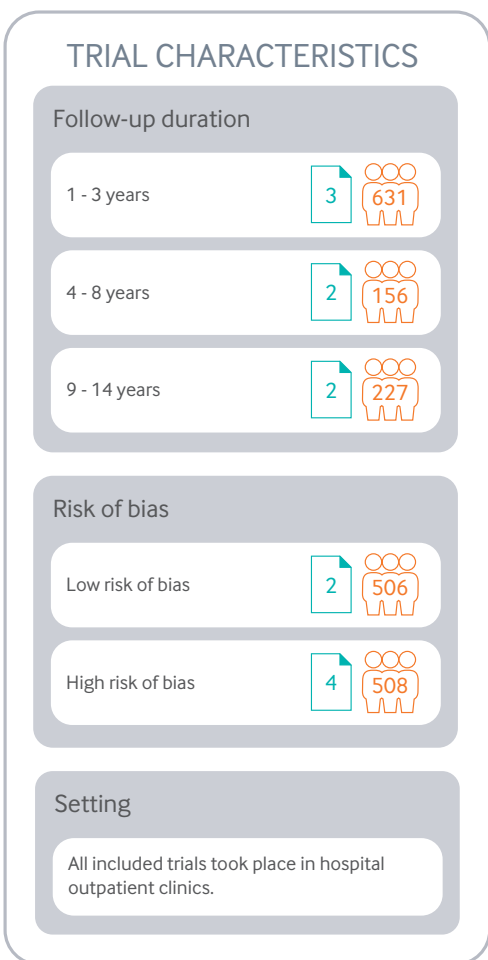 TRIAL CHARACTERISTICS
Follow-up duration
1 - 3 years 3 631
4 - 8 years 2 156
9 - 14 years 2 227
Risk of bias
Low risk of bias 2 506
High risk of bias 4 508
Setting
All included trials took place in hospital
outpatient clinics.